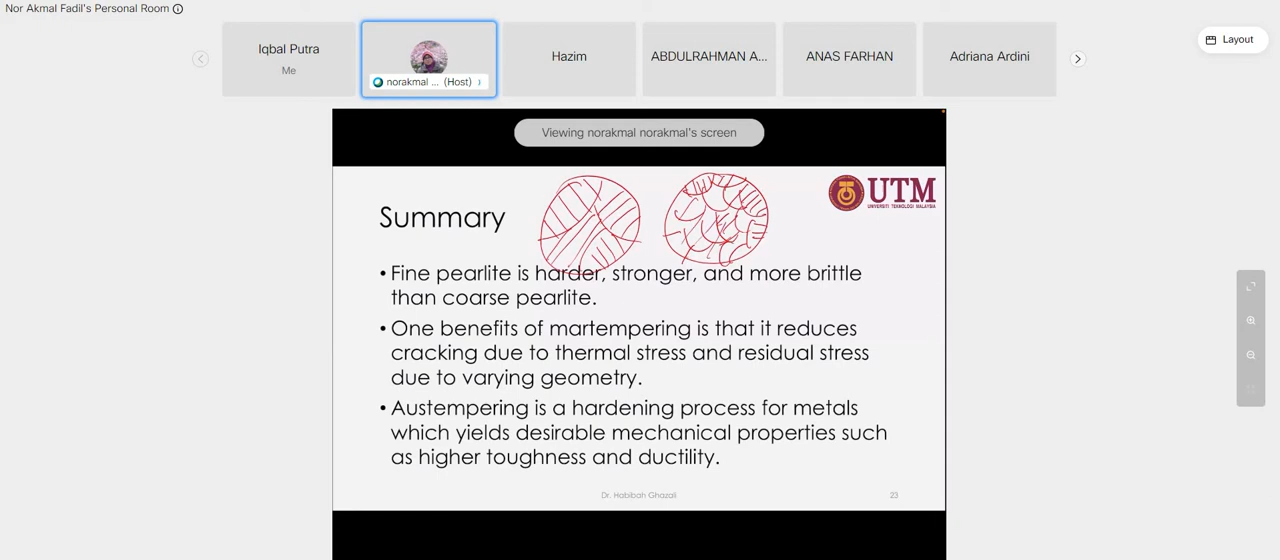 Nor Akmal Fadil's Personal Room
Iqbal Putra
Me
norakmal ... (Host)
Hazim
ABDULRAHMAN A...
ANAS FARHAN
Adriana Ardini
Layout
Viewing norakmal norakmal's screen
UTM
UNIVERSITI TEKNOLOGI MALAYSIA
Summary
• Fine pearlite is harder, stronger, and more brittle
than coarse pearlite.
• One benefits of martempering is that it reduces
cracking due to thermal stress and residual stress
due to varying geometry.
• Austempering is a hardening process for metals
which yields desirable mechanical properties such
as higher toughness and ductility.
Dr. Habibah Ghazali
23